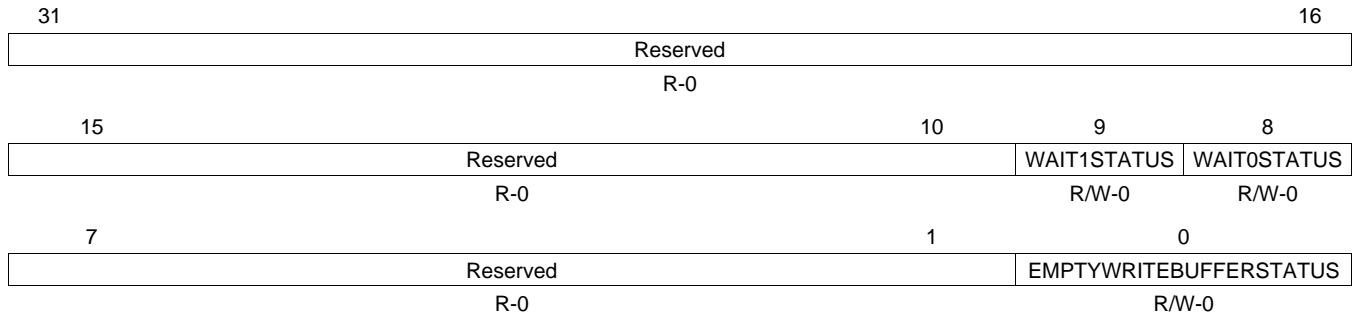 31 16
Reserved
R-0
15 10 9 8
Reserved WAIT1STATUS WAIT0STATUS
R-0 R/W-0 R/W-0
7 1 0
Reserved EMPTYWRITEBUFFERSTATUS
R-0 R/W-0